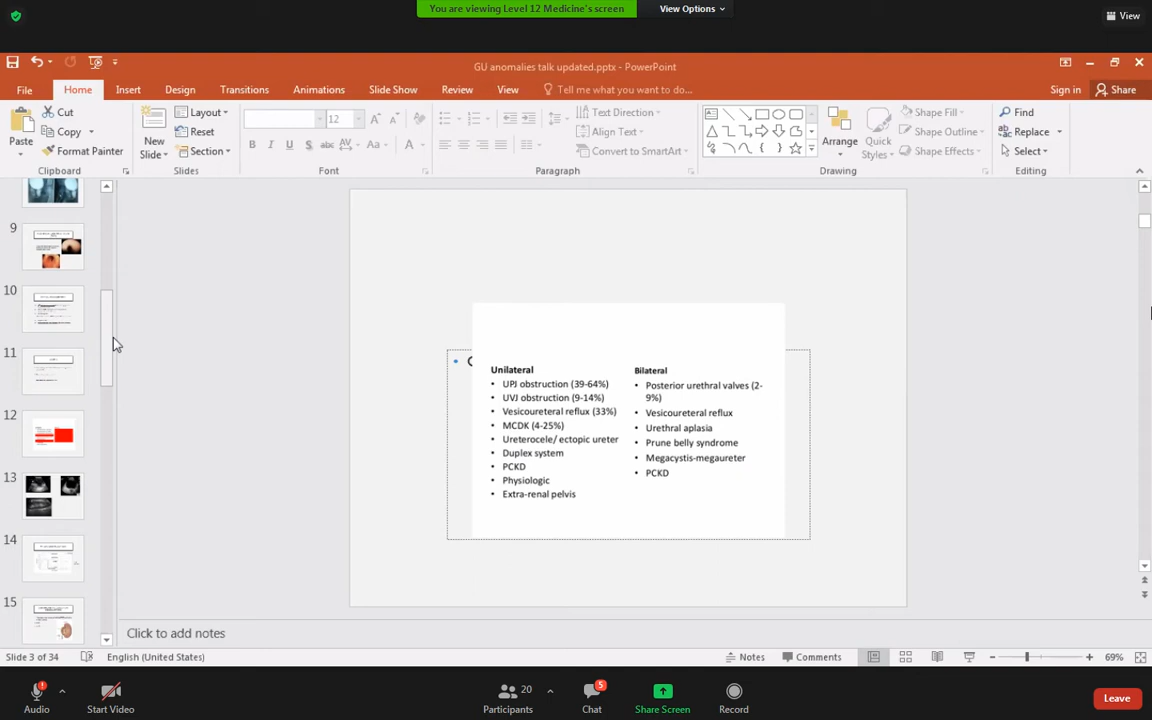 You are viewing Level 12 Medicine's screen
View Options
View
GU anomalies talk updated.pptx - PowerPoint
File
Home
Insert
Design
Transitions
Animations
Slide Show
Review
View
Tell me what you want to do...
Sign in
Share
Paste
Cut
Copy
Format Painter
Clipboard
New
Slide
Layout
Reset
Section
Slides
12
B I U S abc AV Aa A
Font
Text Direction
Align Text
Convert to SmartArt
Paragraph
Arrange
Quick
Styles
Shape Fill
Shape Outline
Shape Effects
Drawing
Find
Replace
Select
Editing
9
10
11
12
13
14
15
Unilateral
• UPJ obstruction (39-64%)
• UVJ obstruction (9-14%)
• Vesicoureteral reflux (33%)
• MCDK (4-25%)
• Ureterocele/ ectopic ureter
• Duplex system
• PCKD
• Physiologic
• Extra-renal pelvis
Bilateral
• Posterior urethral valves (2-
9%)
• Vesicoureteral reflux
• Urethral aplasia
• Prune belly syndrome
• Megacystis-megaureter
• PCKD
Click to add notes
Slide 3 of 34
English (United States)
Notes
Comments
69%
Audio
Start Video
20
Participants
5
Chat
Share Screen
Record
Leave